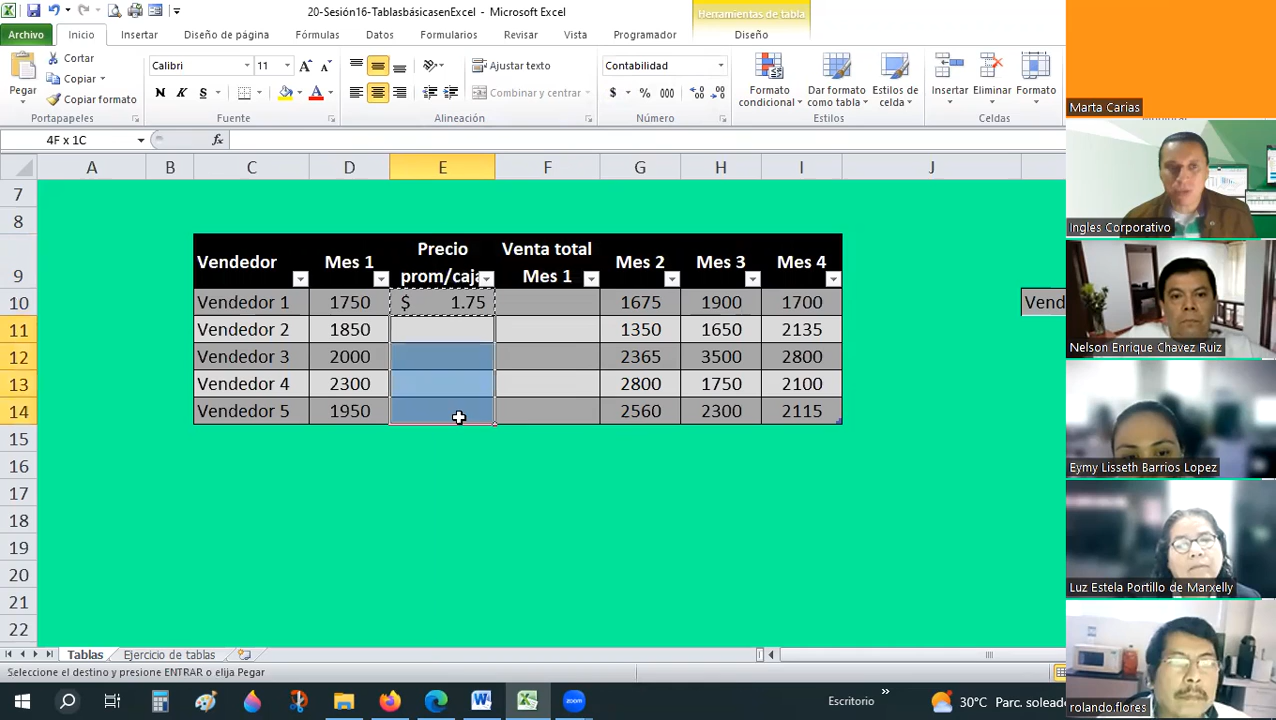 20-Sesión16-TablasbásicasenExcel - Microsoft Excel
Herramientas de tabla
Archivo Inicio Insertar Diseño de página Fórmulas Datos Formularios Revisar Vista Programador Diseño
Pegar
Cortar
Copiar
Copiar formato
Portapapeles
Calibri 11
N K S
Fuente
Ajustar texto
Combinar y centrar
Alineación
Contabilidad
$ % 000
Número
Formato condicional
Dar formato como tabla
Estilos de celda
Estilos
Insertar
Eliminar
Formato
Celdas
4F x 1C fx
A B C D E F G H I J
7
8
9 Vendedor Mes 1 Precio prom/caja Venta total Mes 1 Mes 2 Mes 3 Mes 4
10 Vendedor 1 1750 $ 1.75 1675 1900 1700 Vend
11 Vendedor 2 1850 1350 1650 2135
12 Vendedor 3 2000 2365 3500 2800
13 Vendedor 4 2300 2800 1750 2100
14 Vendedor 5 1950 2560 2300 2115
15
16
17
18
19
20
21
22
Tablas Ejercicio de tablas
Seleccione el destino y presione ENTRAR o elija Pegar
Escritorio
30°C Parc. soleado
zoom
Marta Carias
Ingles Corporativo
Nelson Enrique Chavez Ruiz
Eymy Lisseth Barrios Lopez
Luz Estela Portillo de Marxelly
rolando.flores